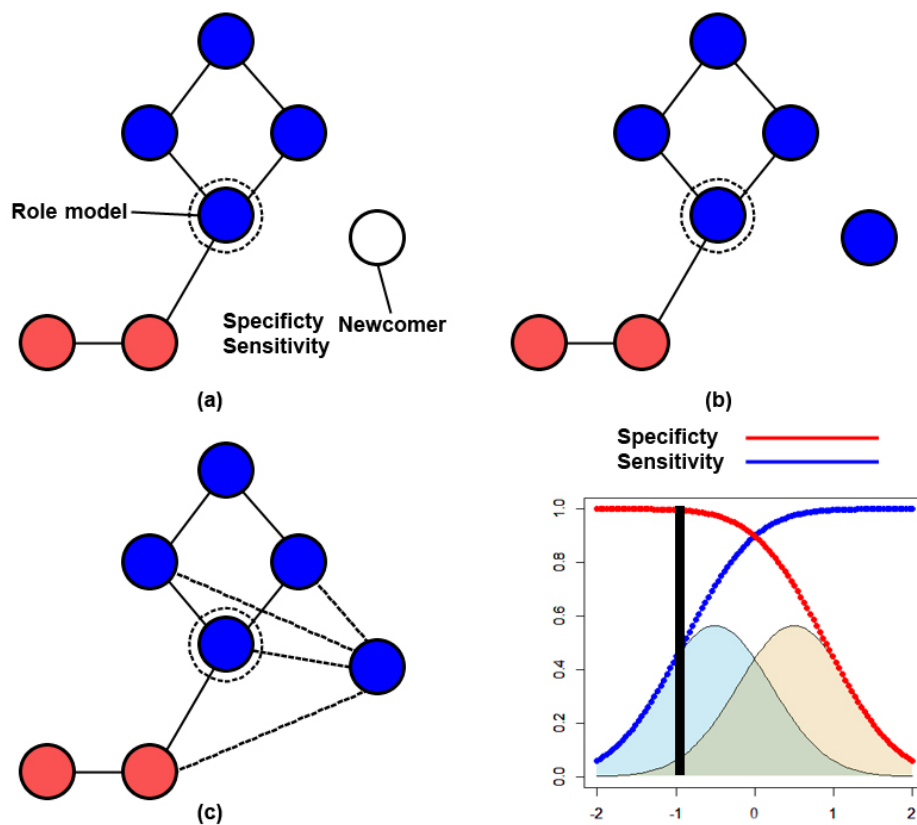 Role model
Specificty
Sensitivity
Newcomer
(a)
(b)
(c)
Specificty
Sensitivity
1.0
0.8
0.6
0.4
0.2
0.0
-2
-1
0
1
2